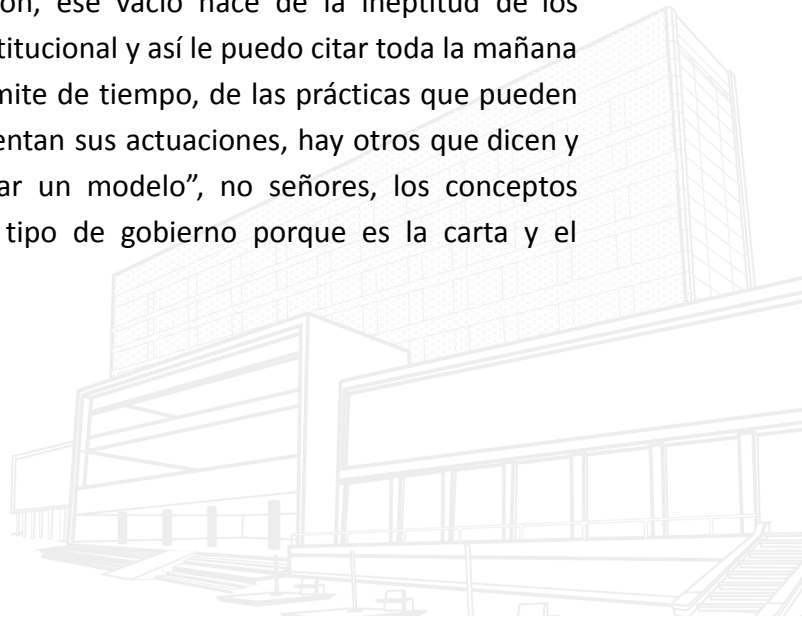 ese vacío hace de la ineptitud de los
titucional y así le puedo citar toda la mañana
mite de tiempo, de las prácticas que pueden
entan sus actuaciones, hay otros que dicen y
ar un modelo”, no señores, los conceptos
tipo de gobierno porque es la carta y el